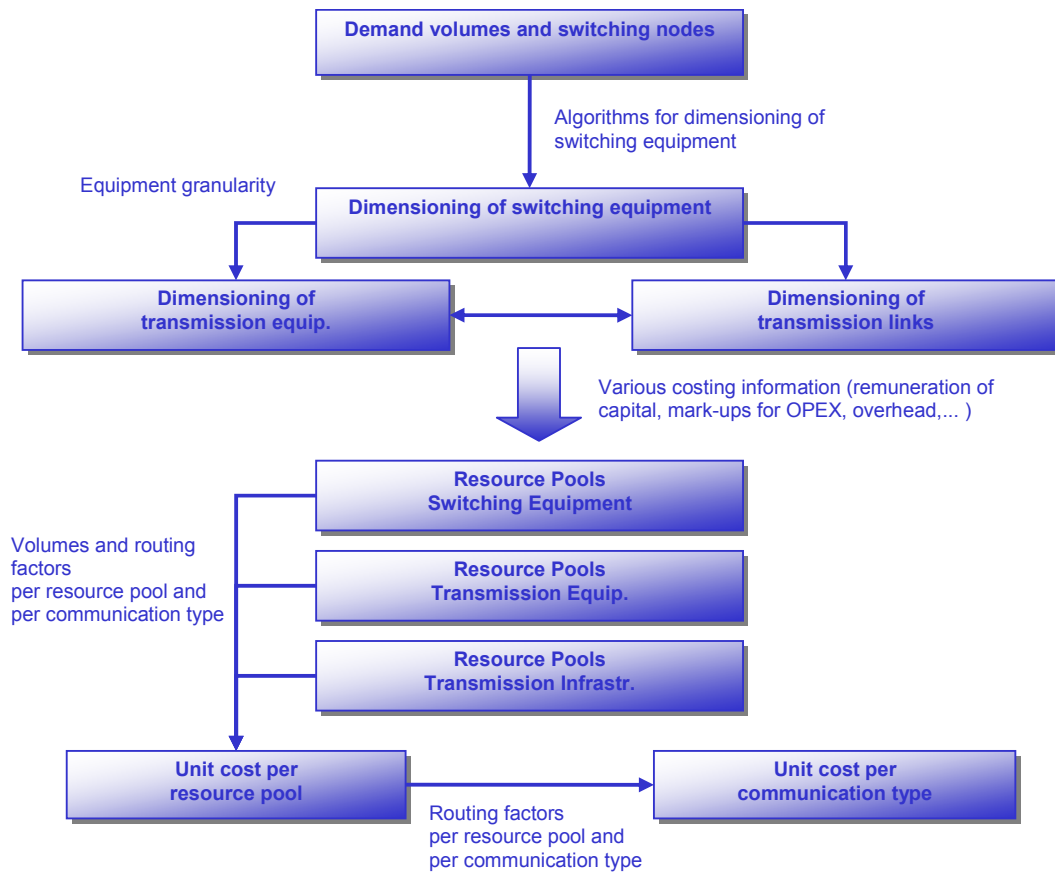 Demand volumes and switching nodes
Algorithms for dimensioning of
switching equipment
Equipment granularity
Dimensioning of switching equipment
Dimensioning of
transmission equip.
Dimensioning of
transmission links
Various costing information (remuneration of
capital, mark-ups for OPEX, overhead,... )
Resource Pools
Switching Equipment
Volumes and routing
factors
per resource pool and
per communication type
Resource Pools
Transmission Equip.
Resource Pools
Transmission Infrastr.
Unit cost per
resource pool
Unit cost per
communication type
Routing factors
per resource pool and
per communication type